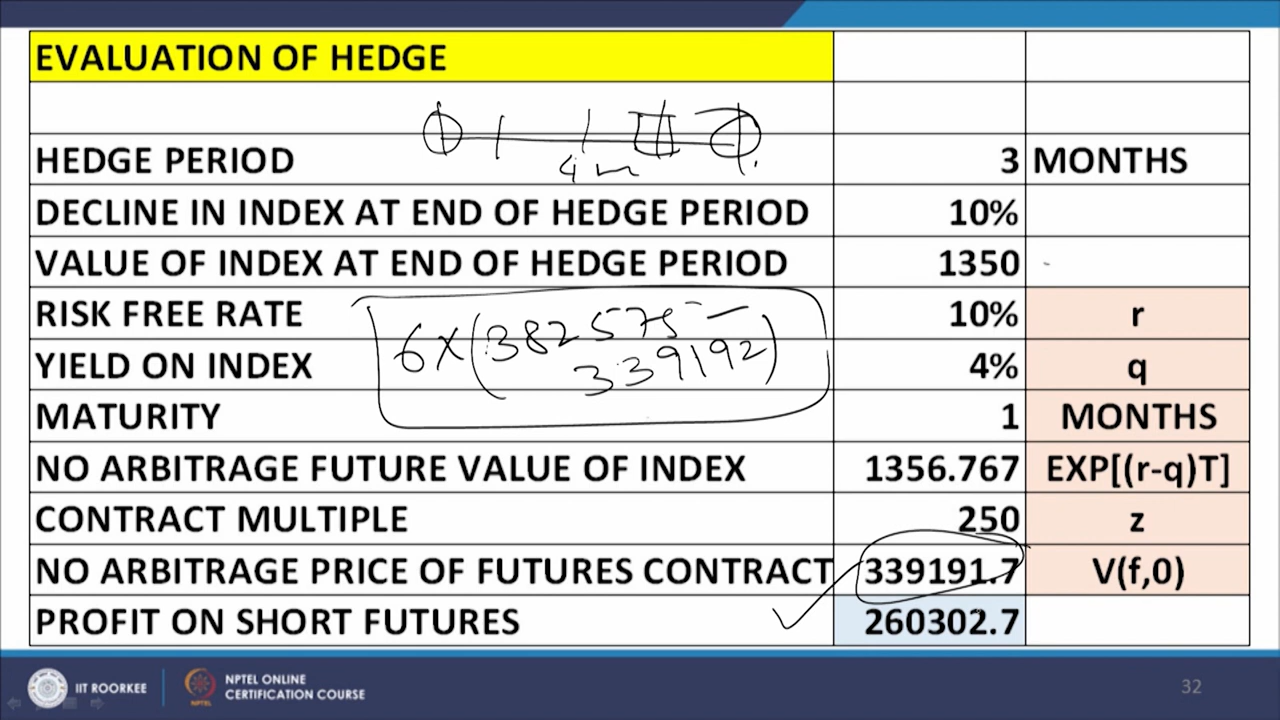 EVALUATION OF HEDGE
HEDGE PERIOD 3 MONTHS
4m
DECLINE IN INDEX AT END OF HEDGE PERIOD 10%
VALUE OF INDEX AT END OF HEDGE PERIOD 1350
RISK FREE RATE 10% r
6 x (382575 -
339192)
YIELD ON INDEX 4% q
MATURITY 1 MONTHS
NO ARBITRAGE FUTURE VALUE OF INDEX 1356.767 EXP[(r-q)T]
CONTRACT MULTIPLE 250 z
NO ARBITRAGE PRICE OF FUTURES CONTRACT 339191.7 V(f,0)
PROFIT ON SHORT FUTURES 260302.7
IIT ROORKEE
NPTEL ONLINE
CERTIFICATION COURSE
NPTEL
32